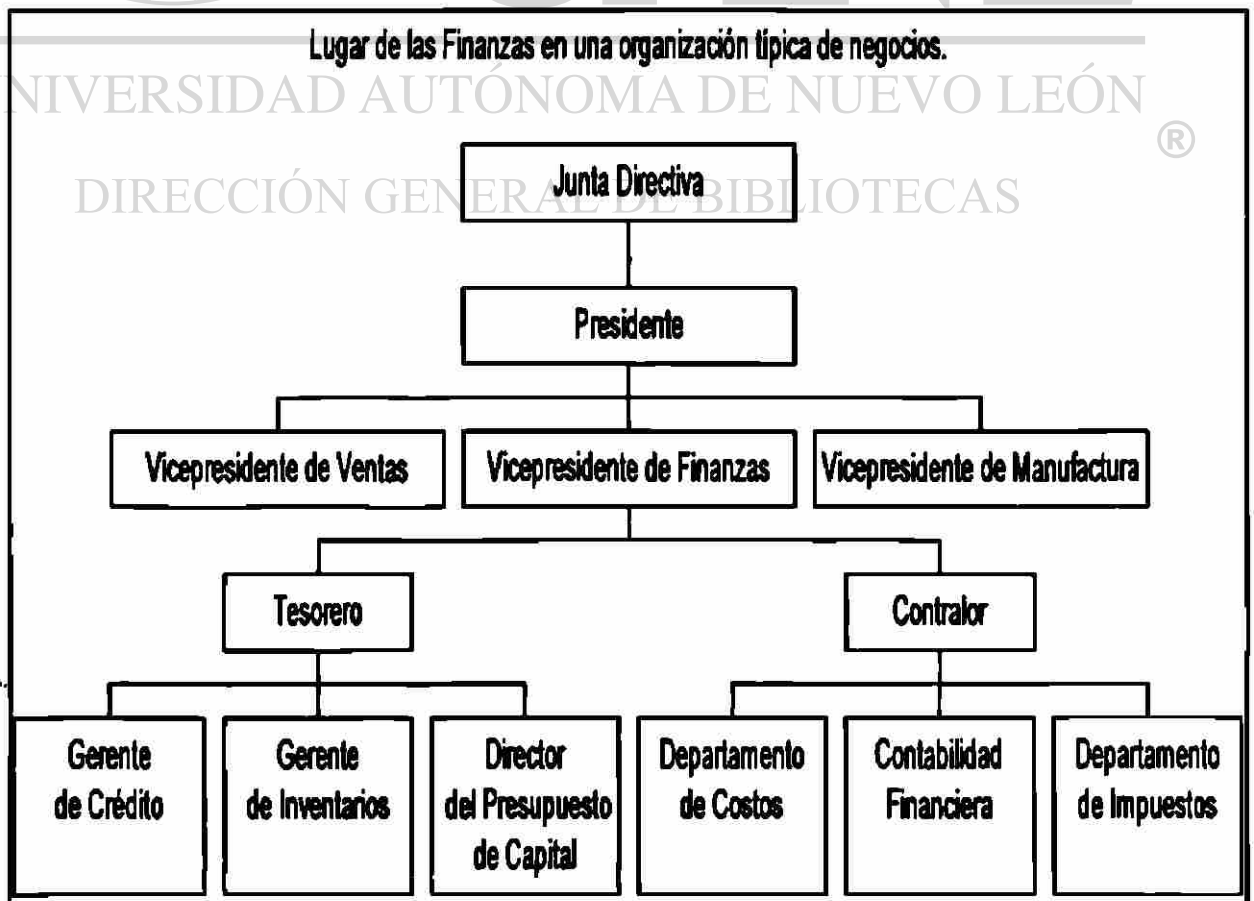 Lugar de las Finanzas en una organización típica de negocios.
NIVERSIDAD AUTÓNOMA DE NUEVO LEÓN
®
DIRECCIÓN GENERAL DE BIBLIOTECAS
Junta Directiva
Presidente
Vicepresidente de Ventas
Vicepresidente de Finanzas
Vicepresidente de Manufactura
Tesorero
Contralor
Gerente
de Crédito
Gerente
de Inventarios
Director
del Presupuesto
de Capital
Departamento
de Costos
Contabilidad
Financiera
Departamento
de Impuestos